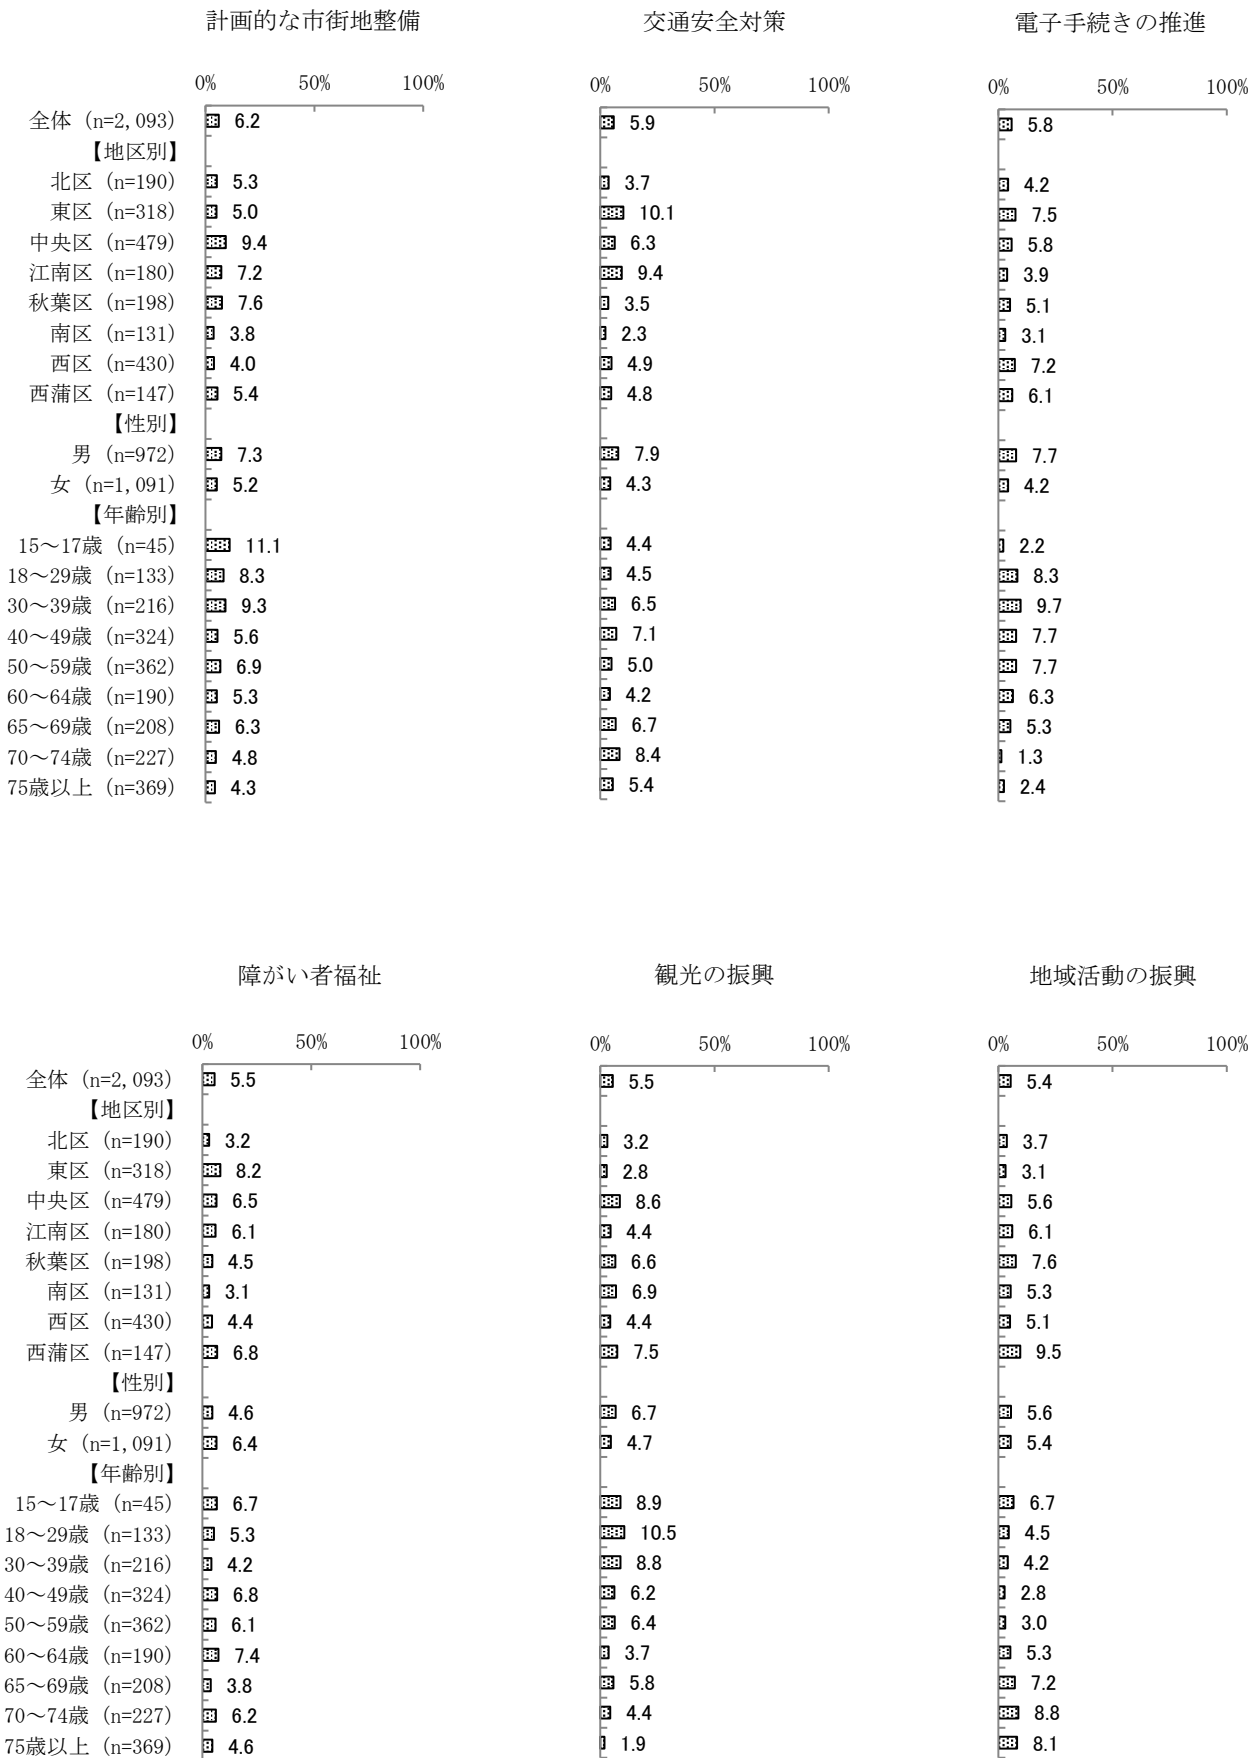 計画的な市街地整備 交通安全対策 電子手続きの推進
0% 50% 100% 0% 50% 100% 0% 50% 100%
全体 (n=2,093) 6.2 5.9 5.8
【地区別】
北区 (n=190) 5.3 3.7 4.2
東区 (n=318) 5.0 10.1 7.5
中央区 (n=479) 9.4 6.3 5.8
江南区 (n=180) 7.2 9.4 3.9
秋葉区 (n=198) 7.6 3.5 5.1
南区 (n=131) 3.8 2.3 3.1
西区 (n=430) 4.0 4.9 7.2
西蒲区 (n=147) 5.4 4.8 6.1
【性別】
男 (n=972) 7.3 7.9 7.7
女 (n=1,091) 5.2 4.3 4.2
【年齢別】
15～17歳 (n=45) 11.1 4.4 2.2
18～29歳 (n=133) 8.3 4.5 8.3
30～39歳 (n=216) 9.3 6.5 9.7
40～49歳 (n=324) 5.6 7.1 7.7
50～59歳 (n=362) 6.9 5.0 7.7
60～64歳 (n=190) 5.3 4.2 6.3
65～69歳 (n=208) 6.3 6.7 5.3
70～74歳 (n=227) 4.8 8.4 1.3
75歳以上 (n=369) 4.3 5.4 2.4
障がい者福祉 観光の振興 地域活動の振興
0% 50% 100% 0% 50% 100% 0% 50% 100%
全体 (n=2,093) 5.5 5.5 5.4
【地区別】
北区 (n=190) 3.2 3.2 3.7
東区 (n=318) 8.2 2.8 3.1
中央区 (n=479) 6.5 8.6 5.6
江南区 (n=180) 6.1 4.4 6.1
秋葉区 (n=198) 4.5 6.6 7.6
南区 (n=131) 3.1 6.9 5.3
西区 (n=430) 4.4 4.4 5.1
西蒲区 (n=147) 6.8 7.5 9.5
【性別】
男 (n=972) 4.6 6.7 5.6
女 (n=1,091) 6.4 4.7 5.4
【年齢別】
15～17歳 (n=45) 6.7 8.9 6.7
18～29歳 (n=133) 5.3 10.5 4.5
30～39歳 (n=216) 4.2 8.8 4.2
40～49歳 (n=324) 6.8 6.2 2.8
50～59歳 (n=362) 6.1 6.4 3.0
60～64歳 (n=190) 7.4 3.7 5.3
65～69歳 (n=208) 3.8 5.8 7.2
70～74歳 (n=227) 6.2 4.4 8.8
75歳以上 (n=369) 4.6 1.9 8.1